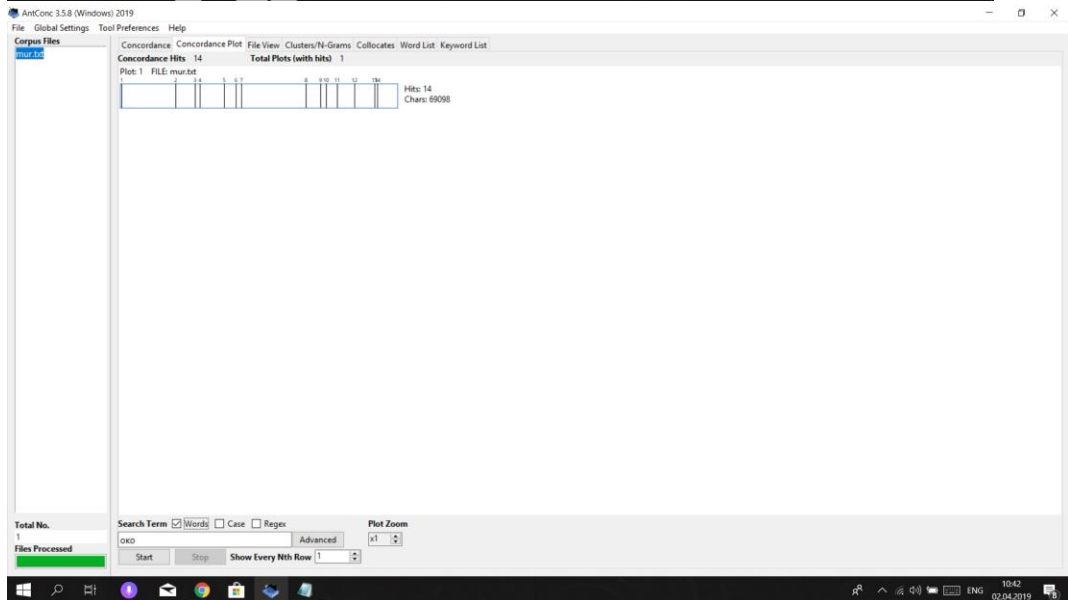 AntConc 3.5.8 (Windows) 2019
File Global Settings Tool Preferences Help
Corpus Files
mur.txt
Concordance Concordance Plot File View Clusters/N-Grams Collocates Word List Keyword List
Concordance Hits 14 Total Plots (with hits) 1
Plot: 1 FILE: mur.txt
1 2 3 4 5 6 7 8 9 10 11 12 13 14
Hits: 14
Chars: 69098
Total No.
1
Files Processed
Search Term Words Case Regex Plot Zoom
око Advanced x1
Start Stop Show Every Nth Row 1
ENG 10:42
02.04.2019